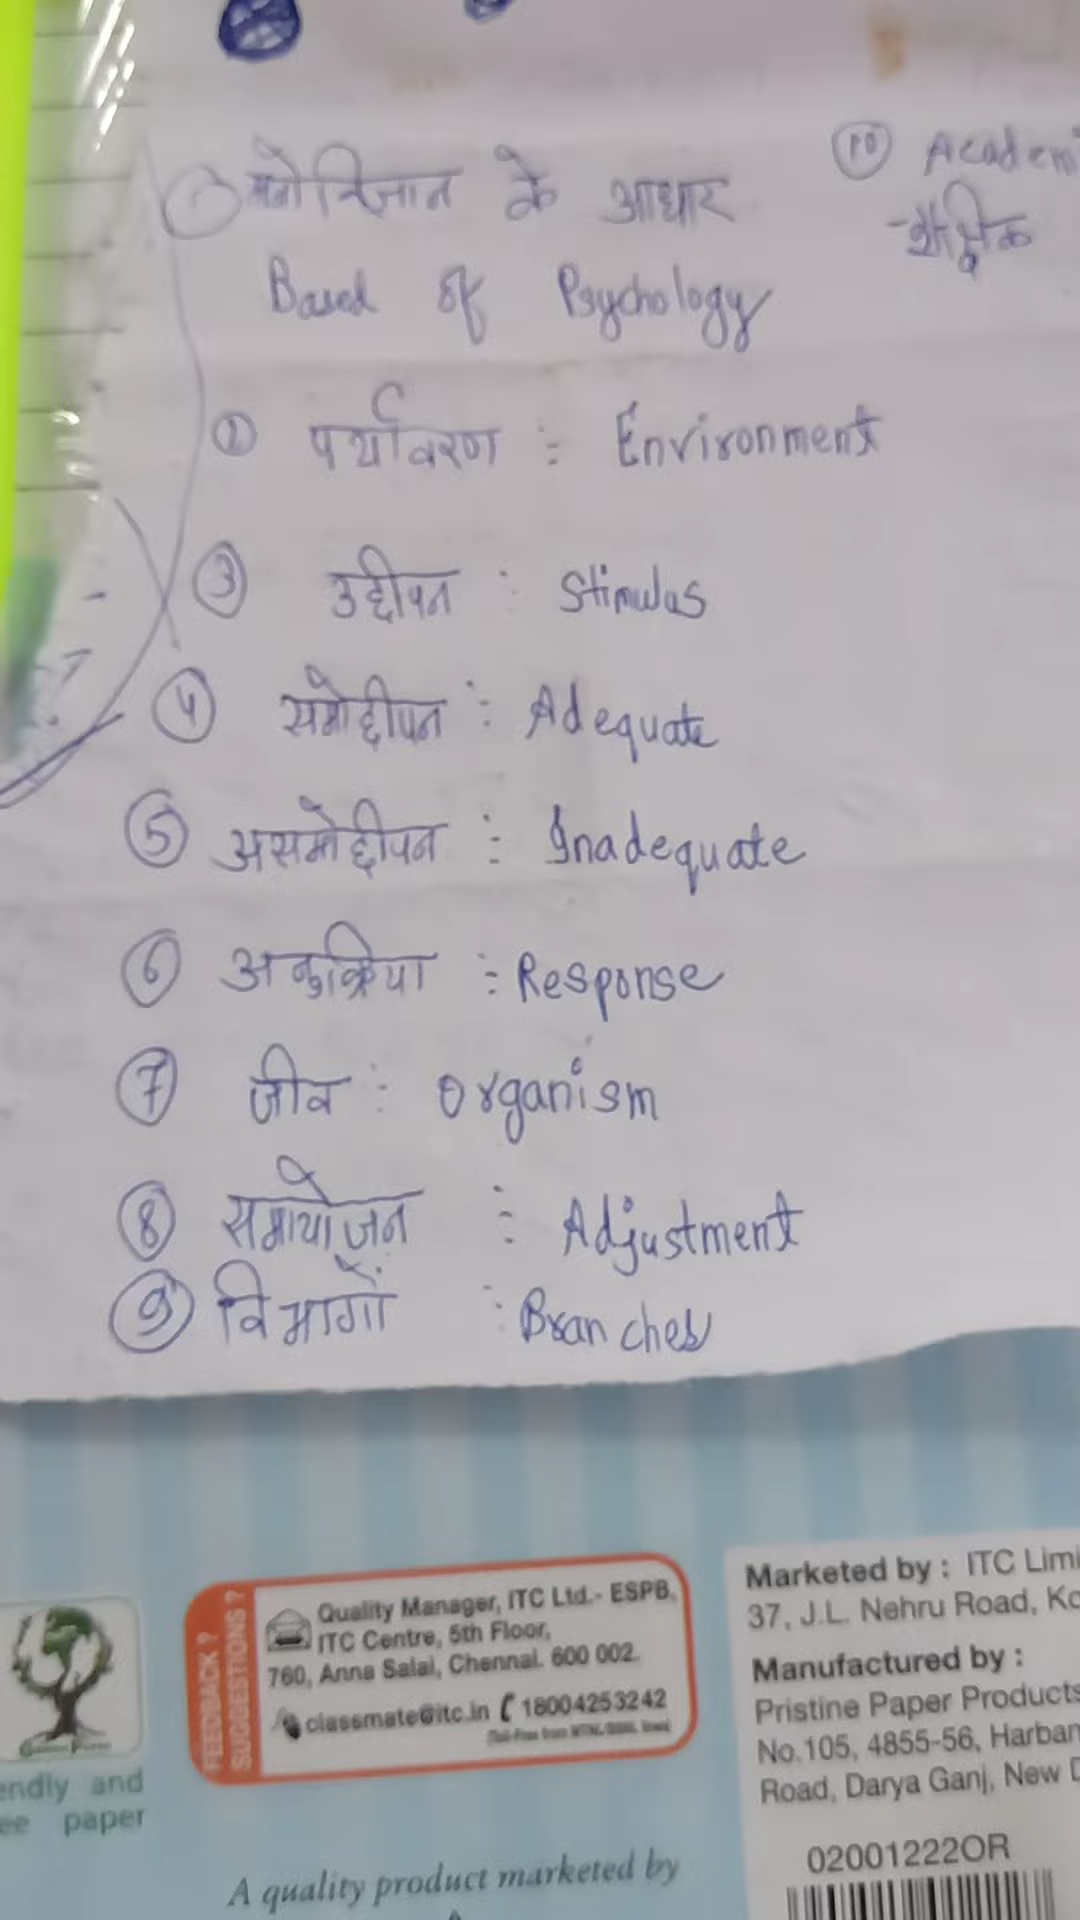 ① मनोविज्ञान के आधार
Based of Psychology
⑩ Academi
शैक्षिक
② पर्यावरण : Environment
③ उद्दीपन : Stimulus
④ समोद्दीपन : Adequate
⑤ असमोद्दीपन : Inadequate
⑥ अनुक्रिया : Response
⑦ जीव : Organism
⑧ समायोजन : Adjustment
⑨ विभागों : Branches
FEEDBACK ?
SUGGESTIONS ?
Quality Manager, ITC Ltd.- ESPB,
ITC Centre, 5th Floor,
760, Anna Salai, Chennai. 600 002.
classmate@itc.in 18004253242
endly and
ee paper
A quality product marketed by
Marketed by : ITC Limi
37, J.L. Nehru Road, Ko
Manufactured by :
Pristine Paper Products
No.105, 4855-56, Harban
Road, Darya Ganj, New D
02001222OR